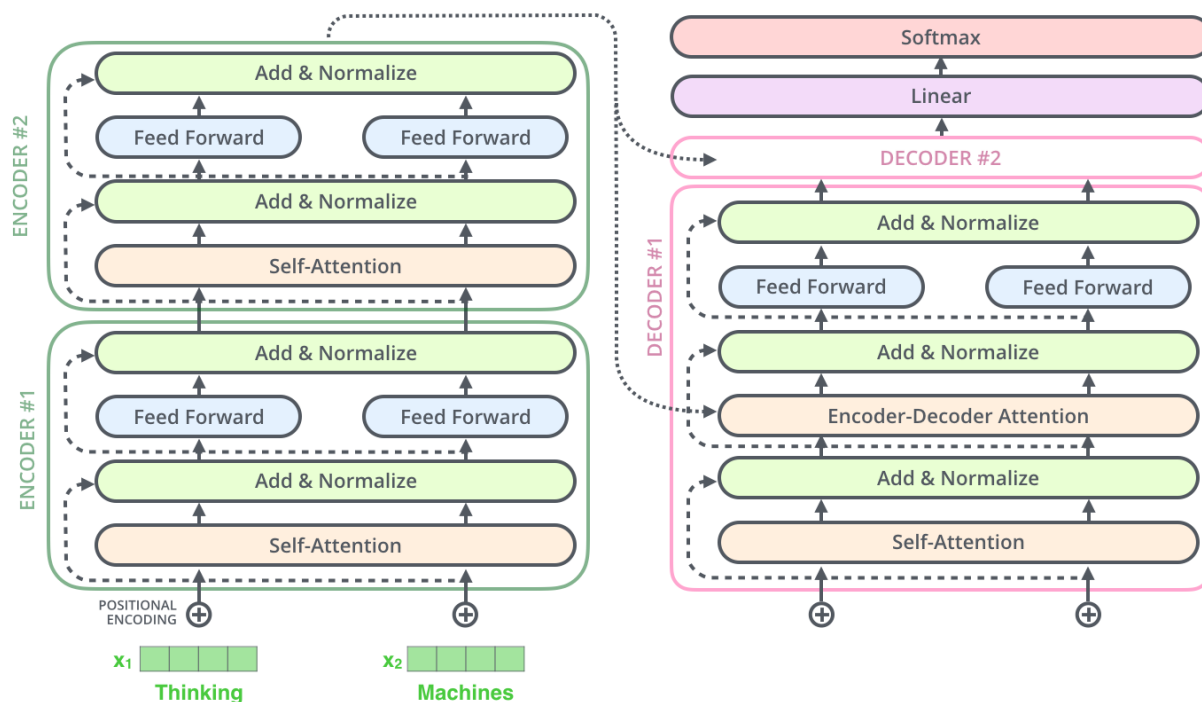 ENCODER #2
Add & Normalize
Feed Forward
Feed Forward
Add & Normalize
Self-Attention
ENCODER #1
Add & Normalize
Feed Forward
Feed Forward
Add & Normalize
Self-Attention
POSITIONAL
ENCODING
x₁
x₂
Thinking
Machines
Softmax
Linear
DECODER #2
DECODER #1
Add & Normalize
Feed Forward
Feed Forward
Add & Normalize
Encoder-Decoder Attention
Add & Normalize
Self-Attention